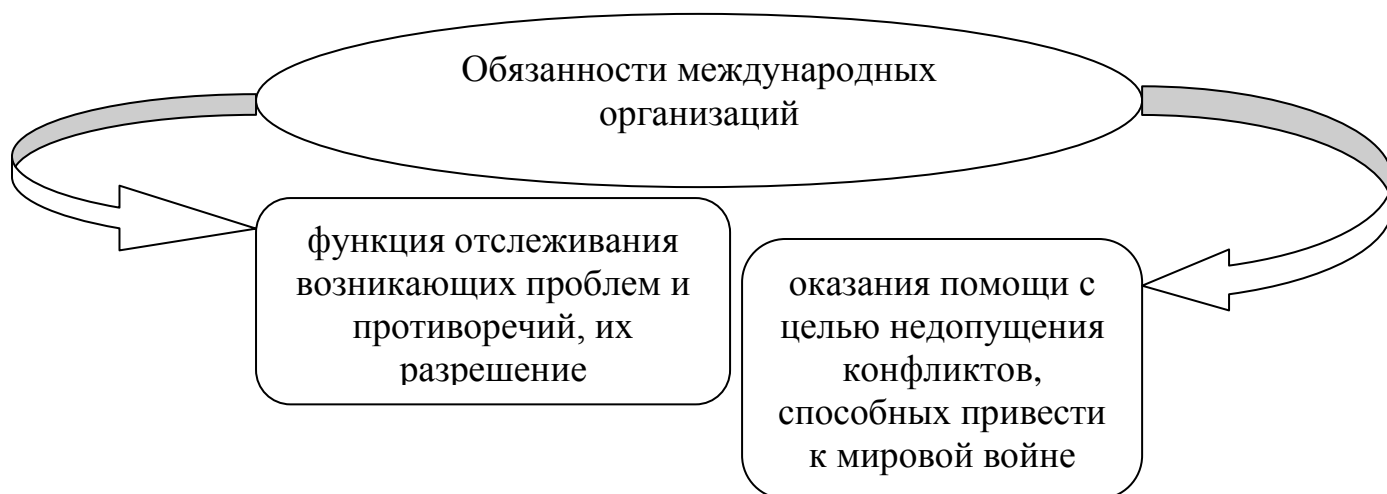 Обязанности международных
организаций
функция отслеживания
возникающих проблем и
противоречий, их
разрешение
оказания помощи с
целью недопущения
конфликтов,
способных привести
к мировой войне